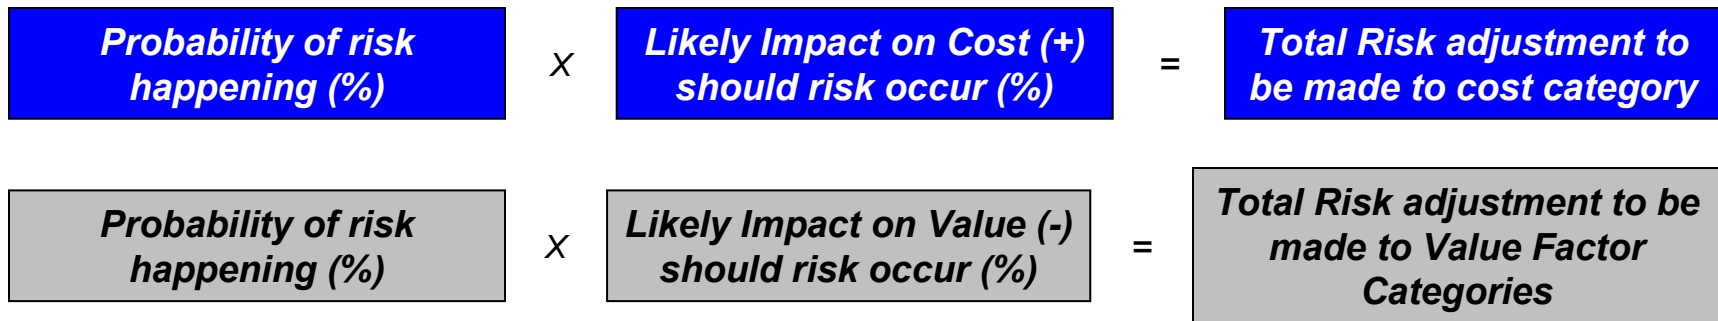 Probability of risk
happening (%)
X
Likely Impact on Cost (+)
should risk occur (%)
=
Total Risk adjustment to
be made to cost category
Probability of risk
happening (%)
X
Likely Impact on Value (-)
should risk occur (%)
=
Total Risk adjustment to be
made to Value Factor
Categories